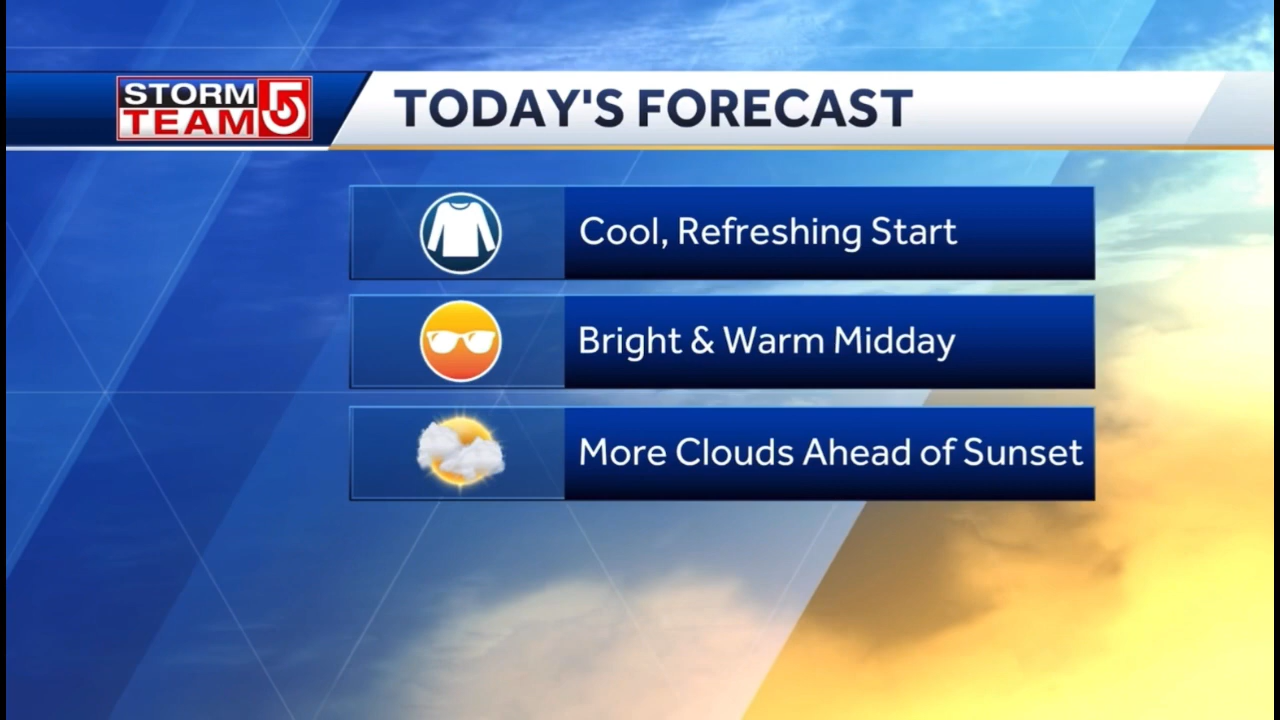 STORM
TEAM 5
TODAY'S FORECAST
Cool, Refreshing Start
Bright & Warm Midday
More Clouds Ahead of Sunset